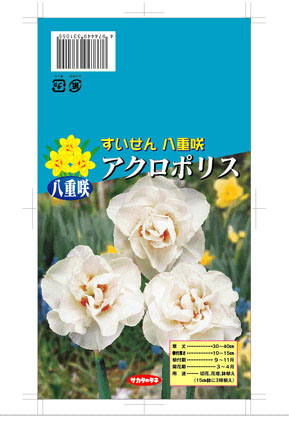 4 974449 331059
すいせん 八重咲
アクロポリス
八重咲
草丈 30~40cm
植付間隔 10~15cm
植付期 9~11月
開花期 3~4月
用途 切花、花壇、鉢植え
(15cm鉢に3球植え)
サカタのタネ